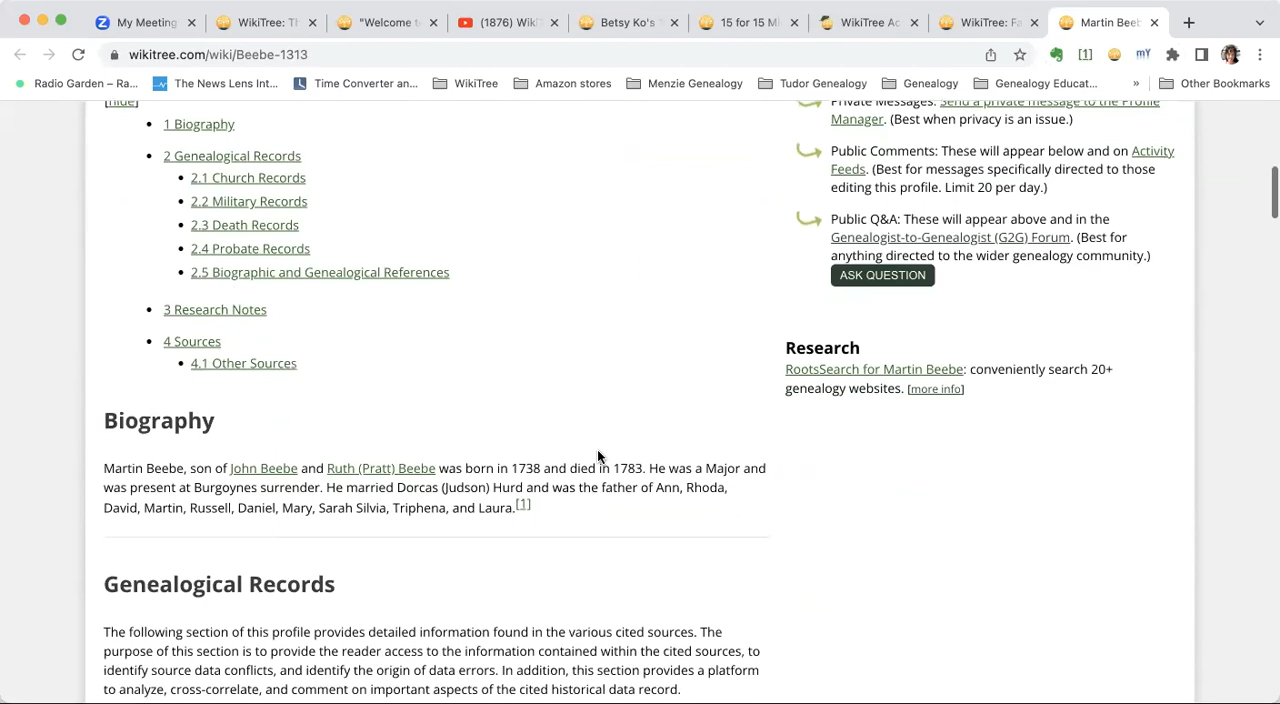 My Meeting
WikiTree: Th
"Welcome to
(1876) Wiki
Betsy Ko's
15 for 15 Mi
WikiTree Ac
WikiTree: Fa
Martin Beeb
wikitree.com/wiki/Beebe-1313
Radio Garden – Ra...
The News Lens Int...
Time Converter an...
WikiTree
Amazon stores
Menzie Genealogy
Tudor Genealogy
Genealogy
Genealogy Educat...
»
Other Bookmarks
[hide]
1 Biography
2 Genealogical Records
2.1 Church Records
2.2 Military Records
2.3 Death Records
2.4 Probate Records
2.5 Biographic and Genealogical References
3 Research Notes
4 Sources
4.1 Other Sources
Biography
Martin Beebe, son of John Beebe and Ruth (Pratt) Beebe was born in 1738 and died in 1783. He was a Major and
was present at Burgoynes surrender. He married Dorcas (Judson) Hurd and was the father of Ann, Rhoda,
David, Martin, Russell, Daniel, Mary, Sarah Silvia, Triphena, and Laura.[1]
Genealogical Records
The following section of this profile provides detailed information found in the various cited sources. The
purpose of this section is to provide the reader access to the information contained within the cited sources, to
identify source data conflicts, and identify the origin of data errors. In addition, this section provides a platform
to analyze, cross-correlate, and comment on important aspects of the cited historical data record.
Private Messages: Send a private message to the Profile
Manager. (Best when privacy is an issue.)
Public Comments: These will appear below and on Activity
Feeds. (Best for messages specifically directed to those
editing this profile. Limit 20 per day.)
Public Q&A: These will appear above and in the
Genealogist-to-Genealogist (G2G) Forum. (Best for
anything directed to the wider genealogy community.)
ASK QUESTION
Research
RootsSearch for Martin Beebe: conveniently search 20+
genealogy websites. [more info]